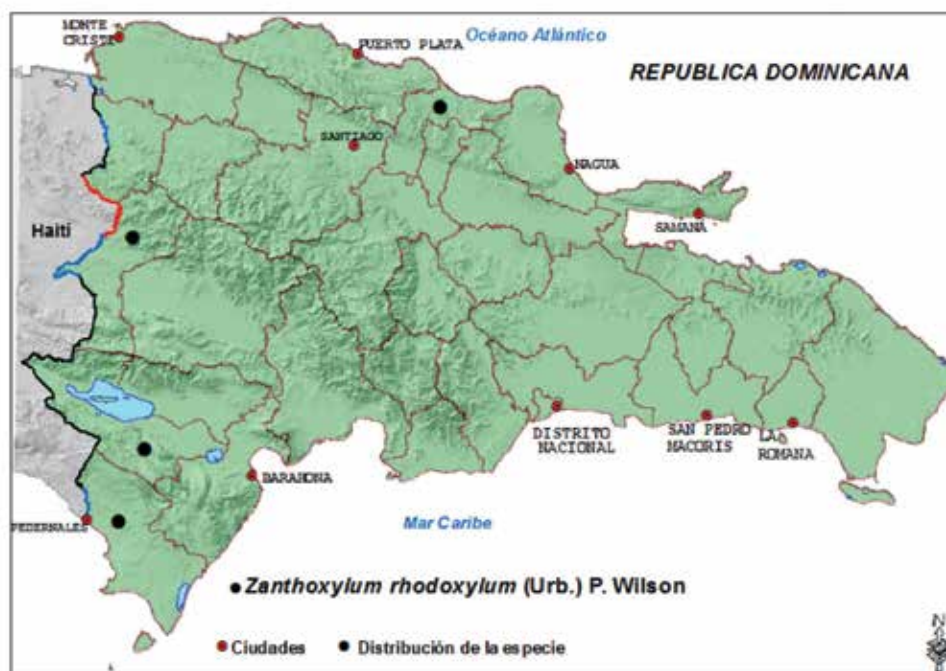 MONTE
CRISTI
PUERTO PLATA
Océano Atlántico
REPUBLICA DOMINICANA
SANTIAGO
NAGUA
Haití
SAMANÁ
DISTRITO
NACIONAL
SAN PEDRO
MACORIS
LA
ROMANA
BARAHONA
PEDERNALES
Mar Caribe
Zanthoxylum rhodoxylum (Urb.) P. Wilson
Ciudades
Distribución de la especie